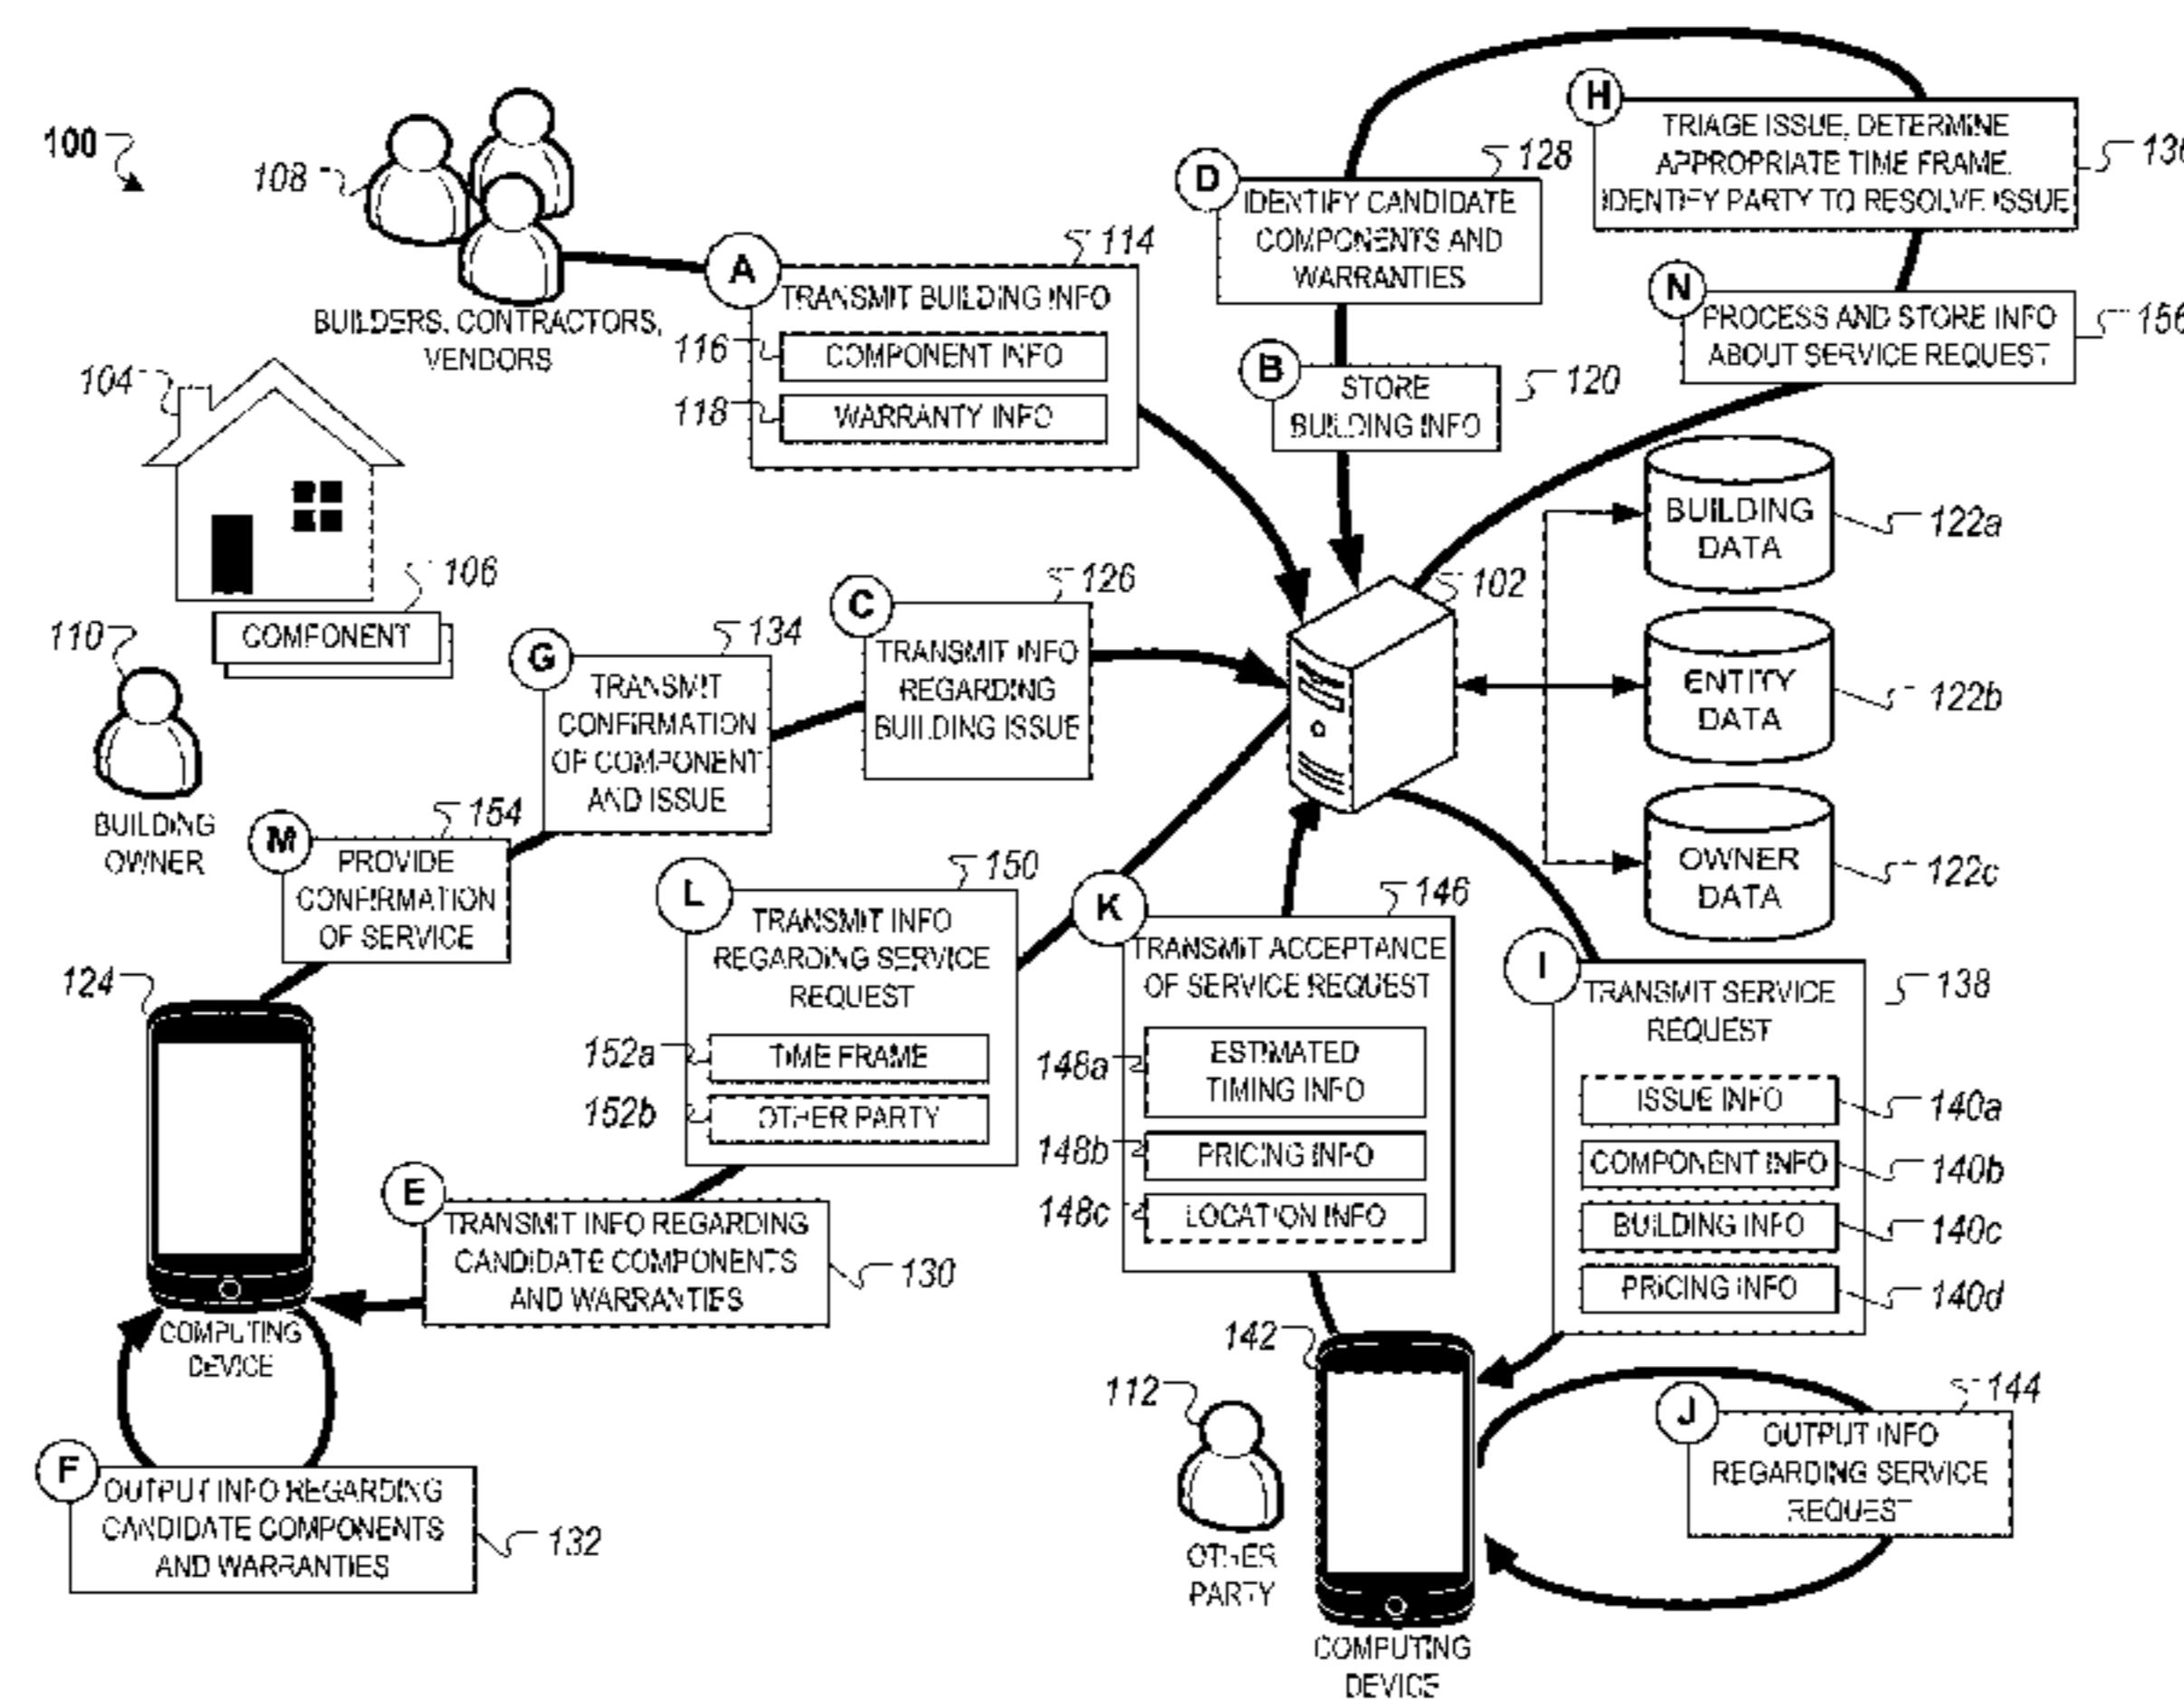 100
108
BUILDERS, CONTRACTORS,
VENDORS
A
114
TRANSMIT BUILDING INFO
116
COMPONENT INFO
118
WARRANTY INFO
D
128
IDENTIFY CANDIDATE
COMPONENTS AND
WARRANTIES
H
TRIAGE ISSUE, DETERMINE
APPROPRIATE TIME FRAME,
IDENTIFY PARTY TO RESOLVE ISSUE
N
PROCESS AND STORE INFO
ABOUT SERVICE REQUEST
156
B
STORE
BUILDING INFO
120
104
106
COMPONENT
110
BUILDING
OWNER
C
126
TRANSMIT INFO
REGARDING
BUILDING ISSUE
G
134
TRANSMIT
CONFIRMATION
OF COMPONENT
AND ISSUE
M
154
PROVIDE
CONFIRMATION
OF SERVICE
102
BUILDING
DATA
122a
ENTITY
DATA
122b
OWNER
DATA
122c
L
150
TRANSMIT INFO
REGARDING SERVICE
REQUEST
152a
TIME FRAME
152b
OTHER PARTY
K
146
TRANSMIT ACCEPTANCE
OF SERVICE REQUEST
148a
ESTIMATED
TIMING INFO
148b
PRICING INFO
148c
LOCATION INFO
I
138
TRANSMIT SERVICE
REQUEST
ISSUE INFO
140a
COMPONENT INFO
140b
BUILDING INFO
140c
PRICING INFO
140d
124
COMPUTING
DEVICE
E
TRANSMIT INFO REGARDING
CANDIDATE COMPONENTS
AND WARRANTIES
130
F
OUTPUT INFO REGARDING
CANDIDATE COMPONENTS
AND WARRANTIES
132
112
OTHER
PARTY
142
COMPUTING
DEVICE
J
144
OUTPUT INFO
REGARDING SERVICE
REQUEST